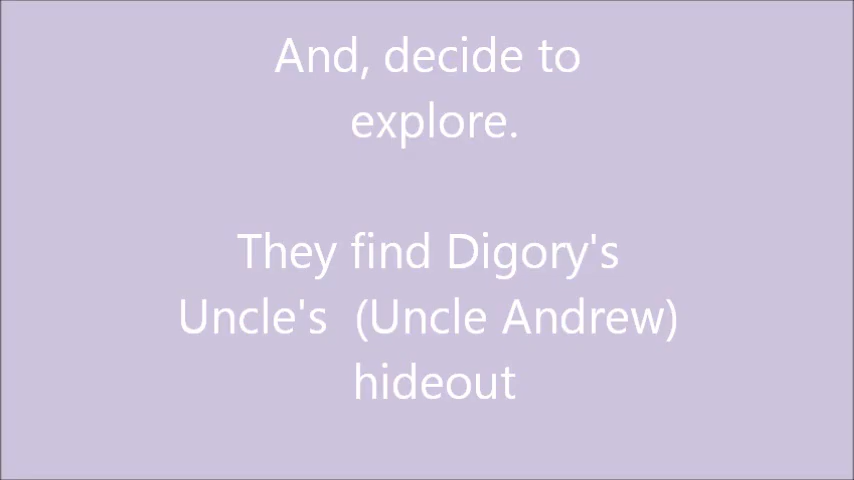 And, decide to
explore.
They find Digory's
Uncle's  (Uncle Andrew)
hideout